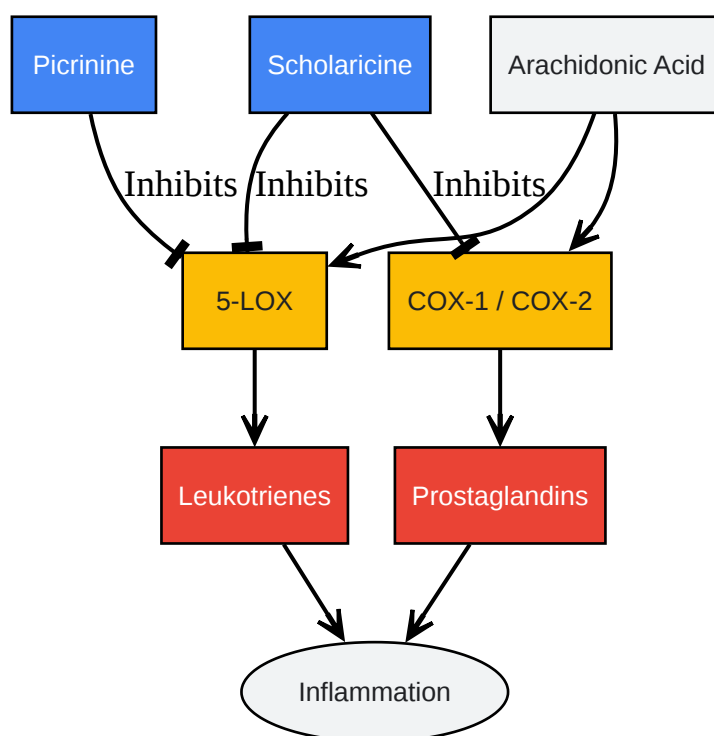 Picrinine
Scholaricine
Arachidonic Acid
Inhibits
Inhibits
Inhibits
5-LOX
COX-1 / COX-2
Leukotrienes
Prostaglandins
Inflammation